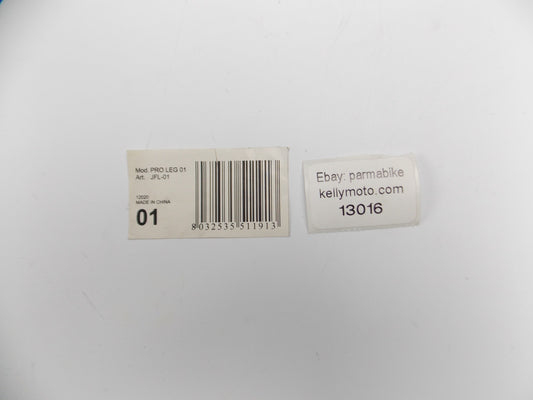 Mod. PRO LEG 01
Art. JFL-01
12020
MADE IN CHINA
01
8 032535 511913
Ebay: parmabike
kellymoto.com
13016